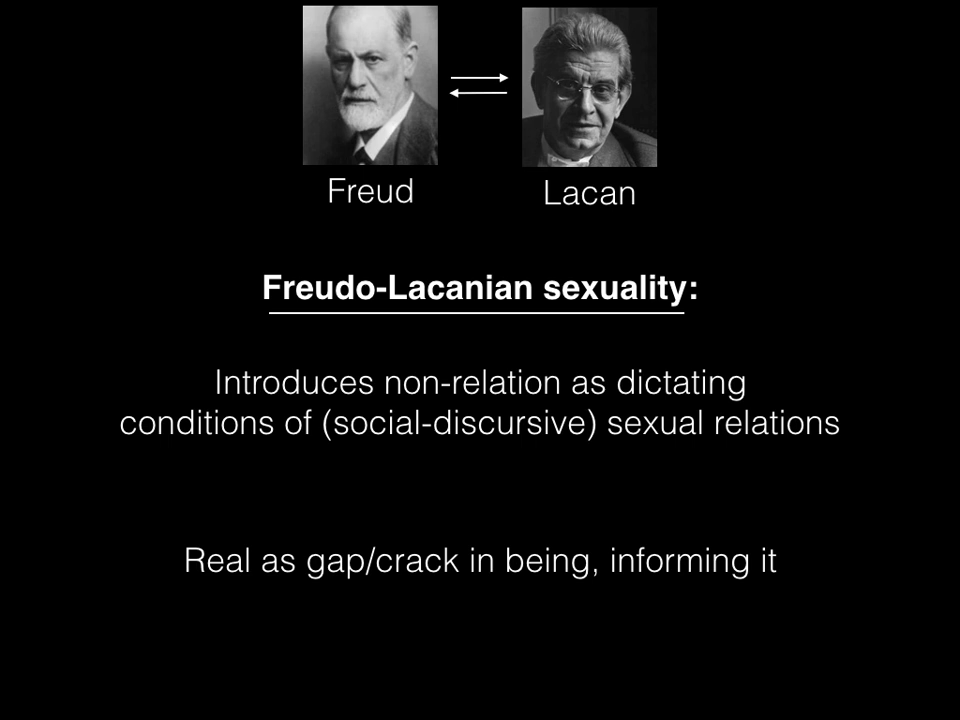 Freud
Lacan
Freudo-Lacanian sexuality:
Introduces non-relation as dictating
conditions of (social-discursive) sexual relations
Real as gap/crack in being, informing it